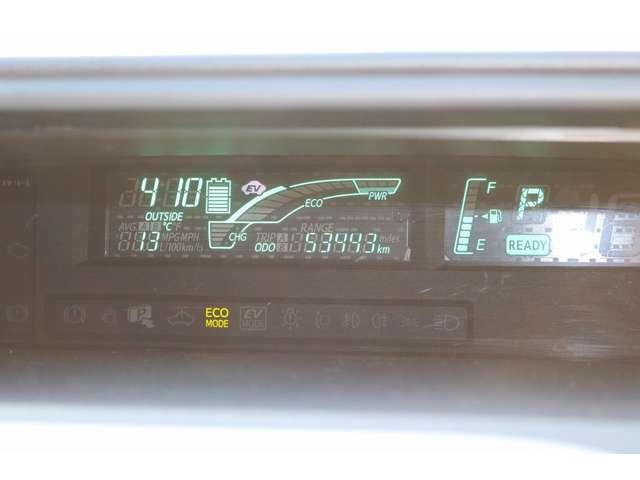 4:10
EV
ECO
PWR
OUTSIDE
AVG. A B °C °F
13 MPG MPH
L/100km/ts
CHG
TRIP A B
ODO
RANGE
53443 miles
km
F
E
P
READY
ECO
MODE
EV
MODE